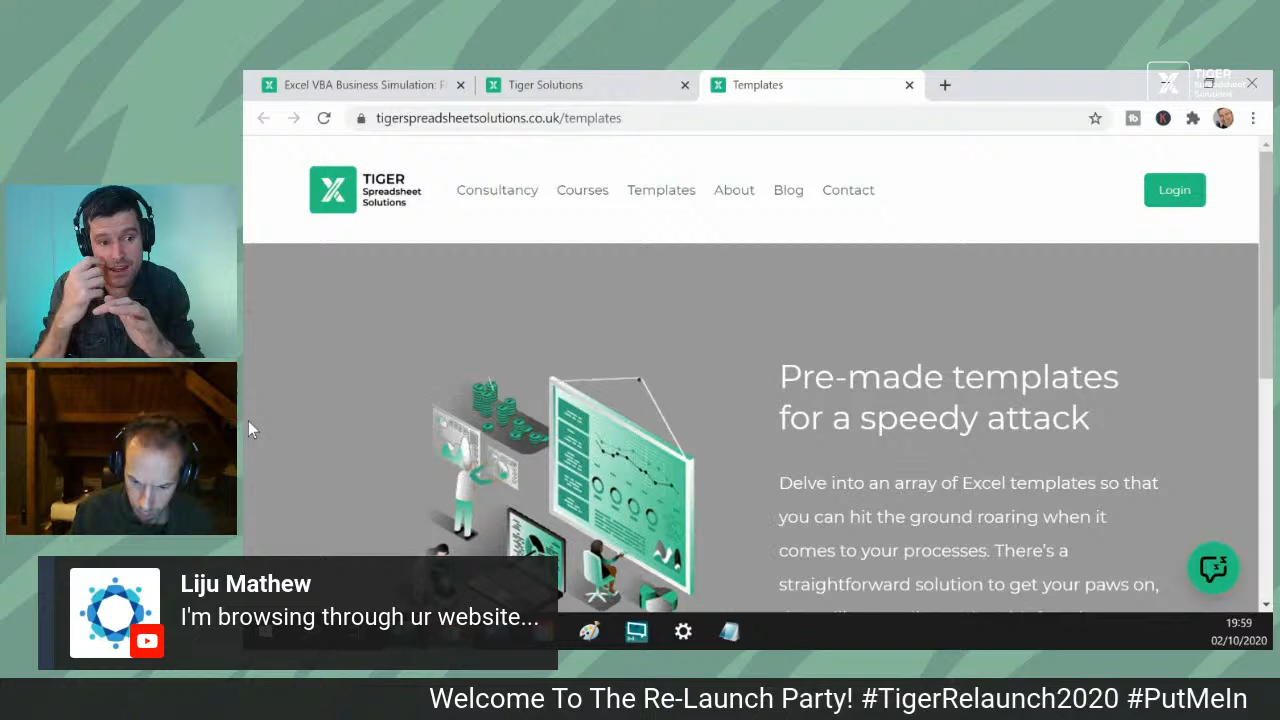 Excel VBA Business Simulation:
Tiger Solutions
Templates
TIGER
Spreadsheet
Solutions
tigerspreadsheetsolutions.co.uk/templates
TIGER
Spreadsheet
Solutions
Consultancy
Courses
Templates
About
Blog
Contact
Login
Pre-made templates
for a speedy attack
Delve into an array of Excel templates so that
you can hit the ground roaring when it
comes to your processes. There's a
straightforward solution to get your paws on,
Liju Mathew
I'm browsing through ur website...
19:59
02/10/2020
Welcome To The Re-Launch Party! #TigerRelaunch2020 #PutMeIn